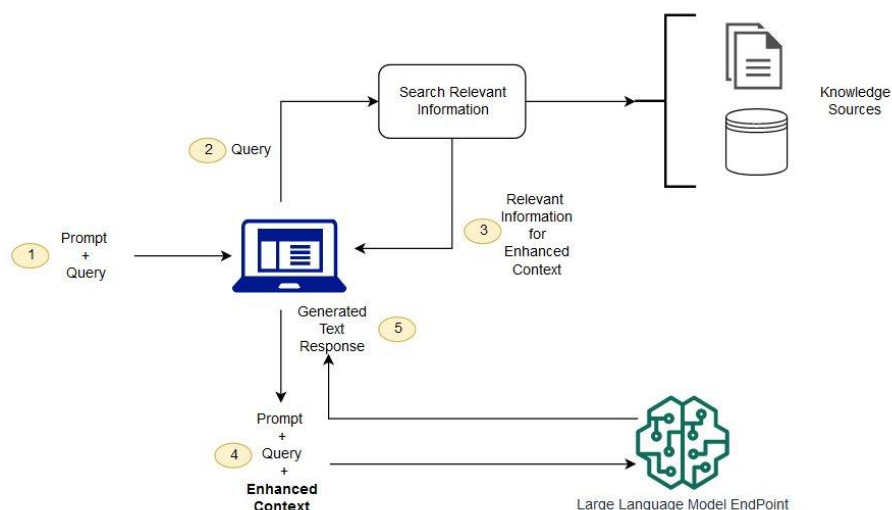 Search Relevant
Information
Knowledge
Sources
2 Query
Relevant
Information
for
Enhanced
Context
3
1
Prompt
+
Query
Generated
Text
Response
5
Prompt
+
Query
+
Enhanced
Context
4
Large Language Model EndPoint